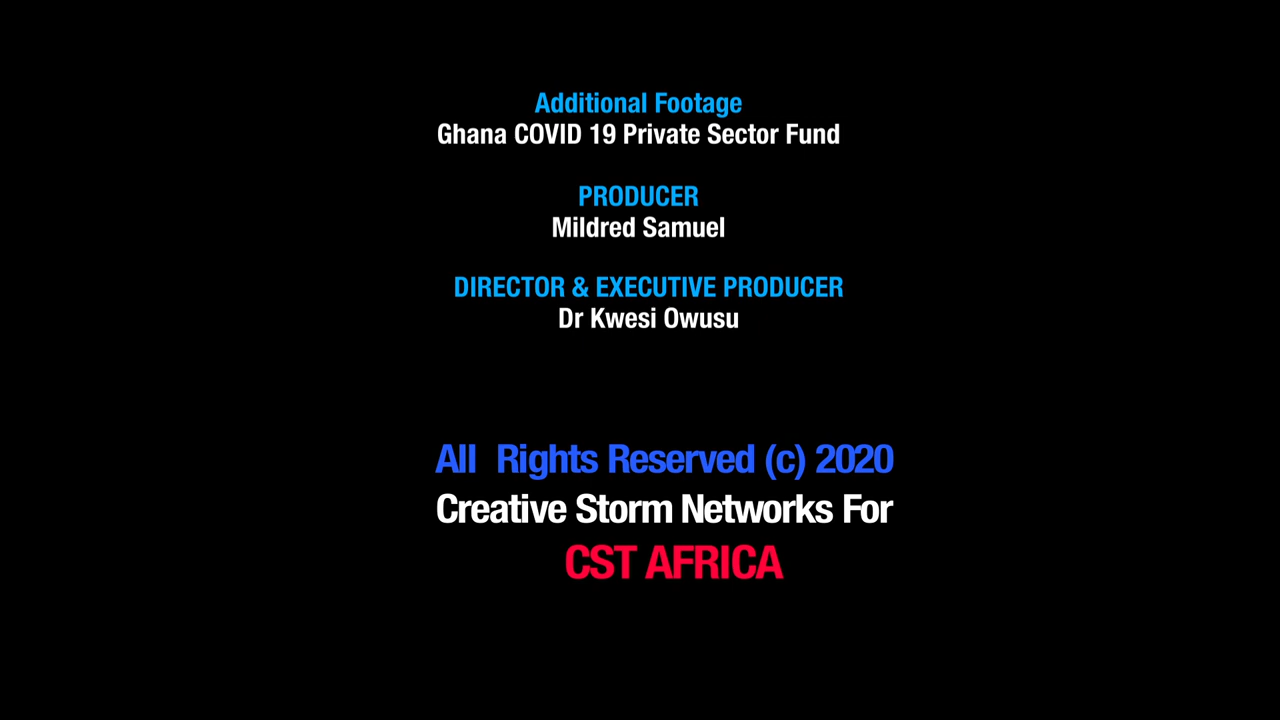 Additional Footage
Ghana COVID 19 Private Sector Fund
PRODUCER
Mildred Samuel
DIRECTOR & EXECUTIVE PRODUCER
Dr Kwesi Owusu
All Rights Reserved (c) 2020
Creative Storm Networks For
CST AFRICA